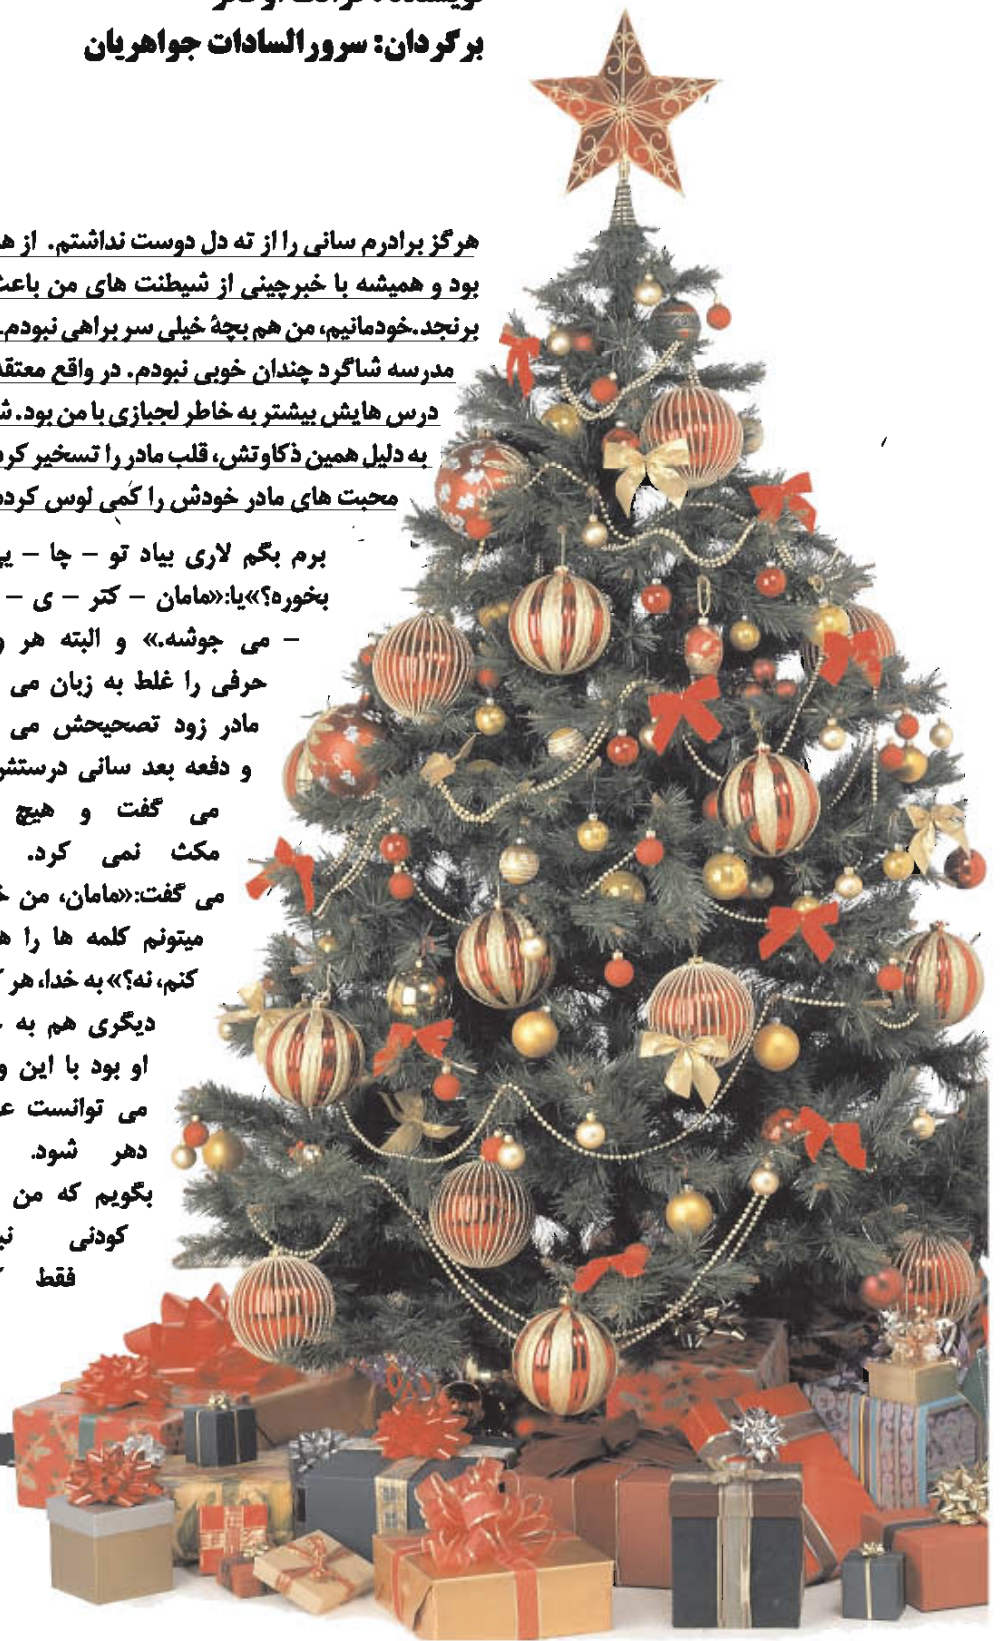 برگردان: سرورالسادات جواهریان
هرگز برادرم سانی را از ته دل دوست نداشتم. از
بود و همیشه با خبرچینی از شیطنت های من
برنجد.خودمانیم، من هم بچهٔ خیلی سر براهی نبودم.
مدرسه شاگرد چندان خوبی نبودم. در واقع
درس هایش بیشتر به خاطر لجبازی با من بود.
به دلیل همین ذکاوتش، قلب مادر را تسخیر
محبت های مادر خودش را کمی لوس
برم بگم لاری بیاد تو – چا –
بخوره؟»یا:«مامان – کتر – ی –
– می جوشه.» و البته هر
حرفی را غلط به زبان می
مادر زود تصحیحش می
و دفعه بعد سانی
می گفت و هیچ
مکث نمی کرد.
می گفت:«مامان، من
میتونم کلمه ها را
کنم، نه؟» به خدا، هر
دیگری هم به
او بود با این
می توانست
دهر شود.
بگویم که من
کودنی
فقط